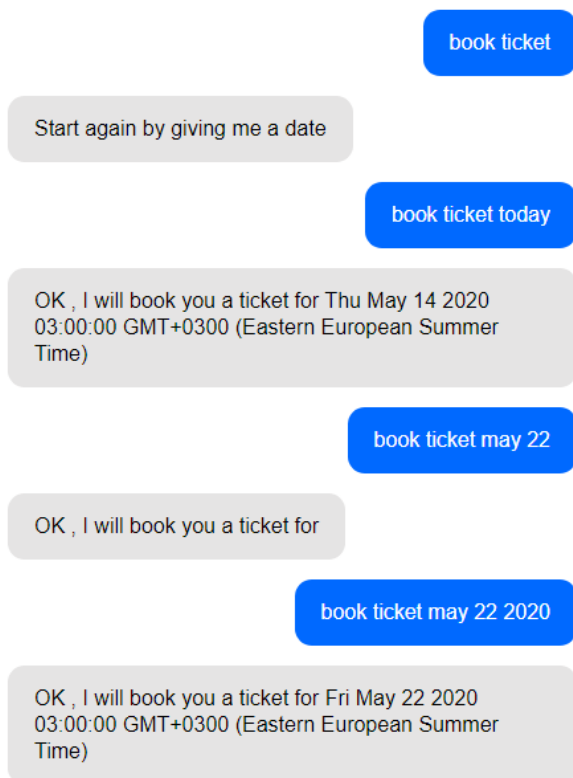 book ticket
Start again by giving me a date
book ticket today
OK , I will book you a ticket for Thu May 14 2020
03:00:00 GMT+0300 (Eastern European Summer
Time)
book ticket may 22
OK , I will book you a ticket for
book ticket may 22 2020
OK , I will book you a ticket for Fri May 22 2020
03:00:00 GMT+0300 (Eastern European Summer
Time)